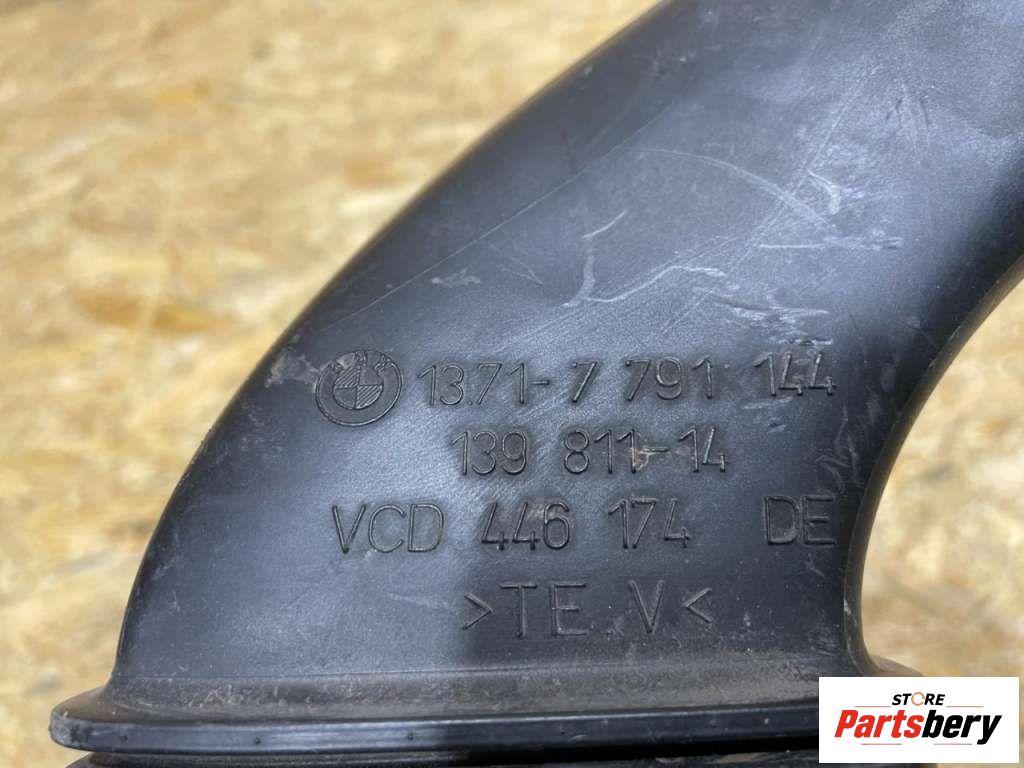 13.71-7 791 144
139 811-14
VCD 446 174 DE
>TE.V<
STORE
Partsbery